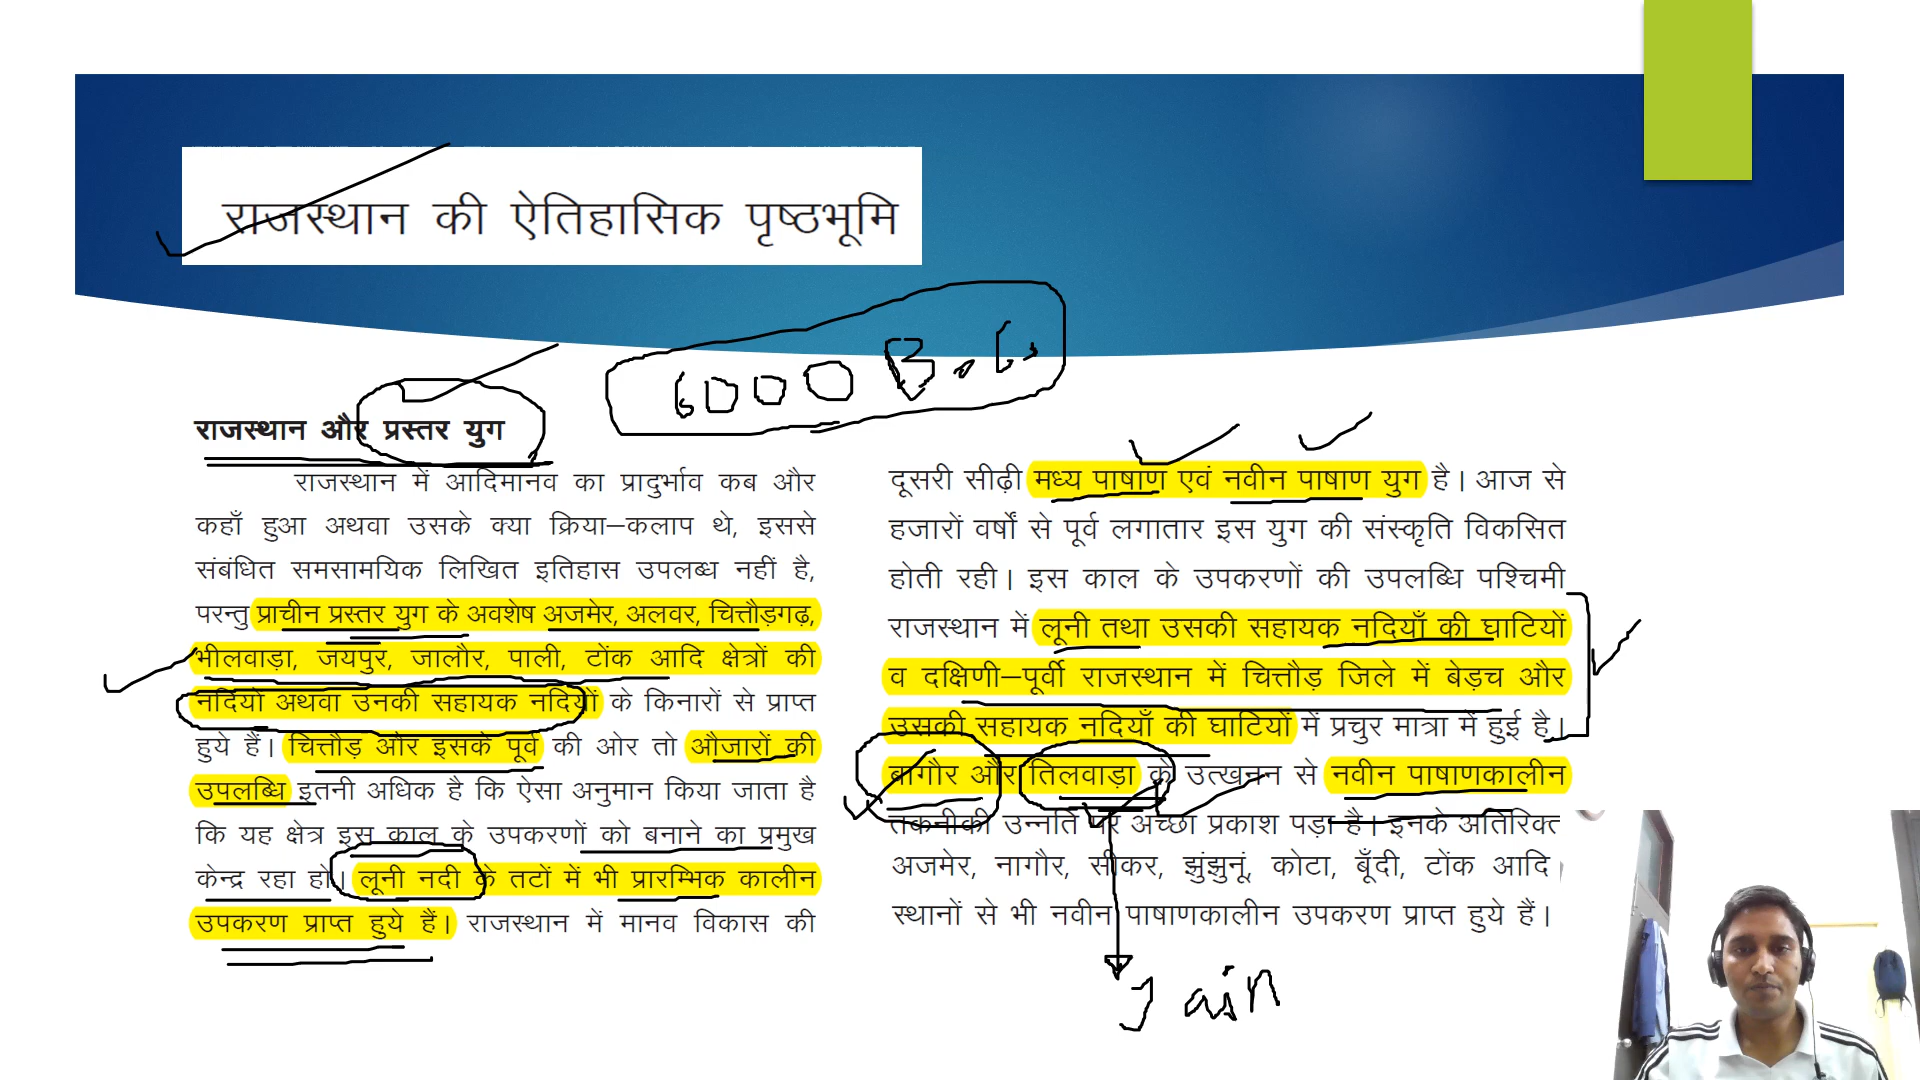 राजस्थान की ऐतिहासिक पृष्ठभूमि
6000 B.C
राजस्थान और प्रस्तर युग
राजस्थान में आदिमानव का प्रादुर्भाव कब और
कहाँ हुआ अथवा उसके क्या क्रिया–कलाप थे, इससे
संबंधित समसामयिक लिखित इतिहास उपलब्ध नहीं है,
परन्तु प्राचीन प्रस्तर युग के अवशेष अजमेर, अलवर, चित्तौड़गढ़,
भीलवाड़ा, जयपुर, जालौर, पाली, टोंक आदि क्षेत्रों की
नदियों अथवा उनकी सहायक नदियों के किनारों से प्राप्त
हुये हैं। चित्तौड़ और इसके पूर्व की ओर तो औजारों की
उपलब्धि इतनी अधिक है कि ऐसा अनुमान किया जाता है
कि यह क्षेत्र इस काल के उपकरणों को बनाने का प्रमुख
केन्द्र रहा हो। लूनी नदी के तटों में भी प्रारम्भिक कालीन
उपकरण प्राप्त हुये हैं। राजस्थान में मानव विकास की
दूसरी सीढ़ी मध्य पाषाण एवं नवीन पाषाण युग है। आज से
हजारों वर्षों से पूर्व लगातार इस युग की संस्कृति विकसित
होती रही। इस काल के उपकरणों की उपलब्धि पश्चिमी
राजस्थान में लूनी तथा उसकी सहायक नदियाँ की घाटियों
व दक्षिणी–पूर्वी राजस्थान में चित्तौड़ जिले में बेड़च और
उसकी सहायक नदियाँ की घाटियों में प्रचुर मात्रा में हुई है।
बागौर और तिलवाड़ा के उत्खनन से नवीन पाषाणकालीन
तकनीकी उन्नति पर अच्छा प्रकाश पड़ा है। इनके अतिरिक्त
अजमेर, नागौर, सीकर, झुंझुनूं, कोटा, बूँदी, टोंक आदि
स्थानों से भी नवीन पाषाणकालीन उपकरण प्राप्त हुये हैं।
Jain